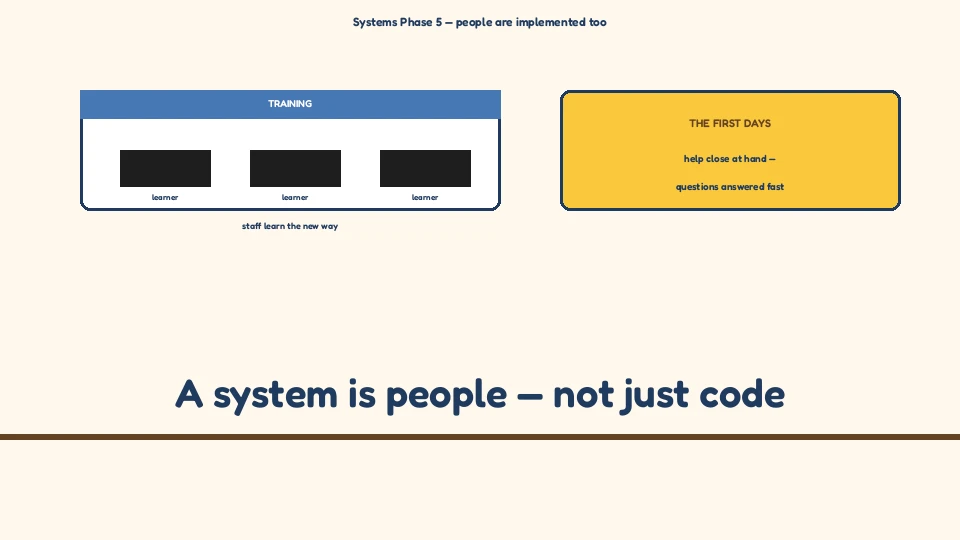 Systems Phase 5 — people are implemented too
TRAINING
learner
learner
learner
staff learn the new way
THE FIRST DAYS
help close at hand —
questions answered fast
A system is people — not just code